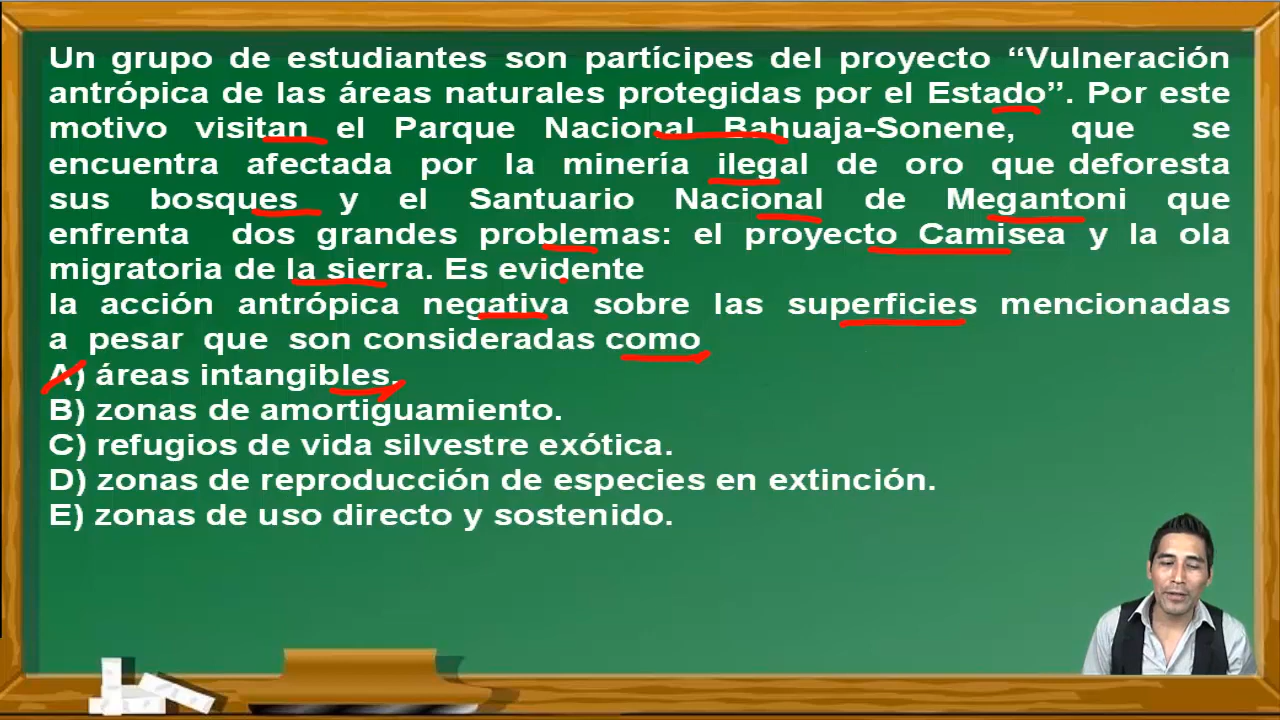 Un grupo de estudiantes son partícipes del proyecto “Vulneración
antrópica de las áreas naturales protegidas por el Estado”. Por este
motivo visitan el Parque Nacional Bahuaja-Sonene, que se
encuentra afectada por la minería ilegal de oro que deforesta
sus bosques y el Santuario Nacional de Megantoni que
enfrenta dos grandes problemas: el proyecto Camisea y la ola
migratoria de la sierra. Es evidente
la acción antrópica negativa sobre las superficies mencionadas
a pesar que son consideradas como
A) áreas intangibles.
B) zonas de amortiguamiento.
C) refugios de vida silvestre exótica.
D) zonas de reproducción de especies en extinción.
E) zonas de uso directo y sostenido.